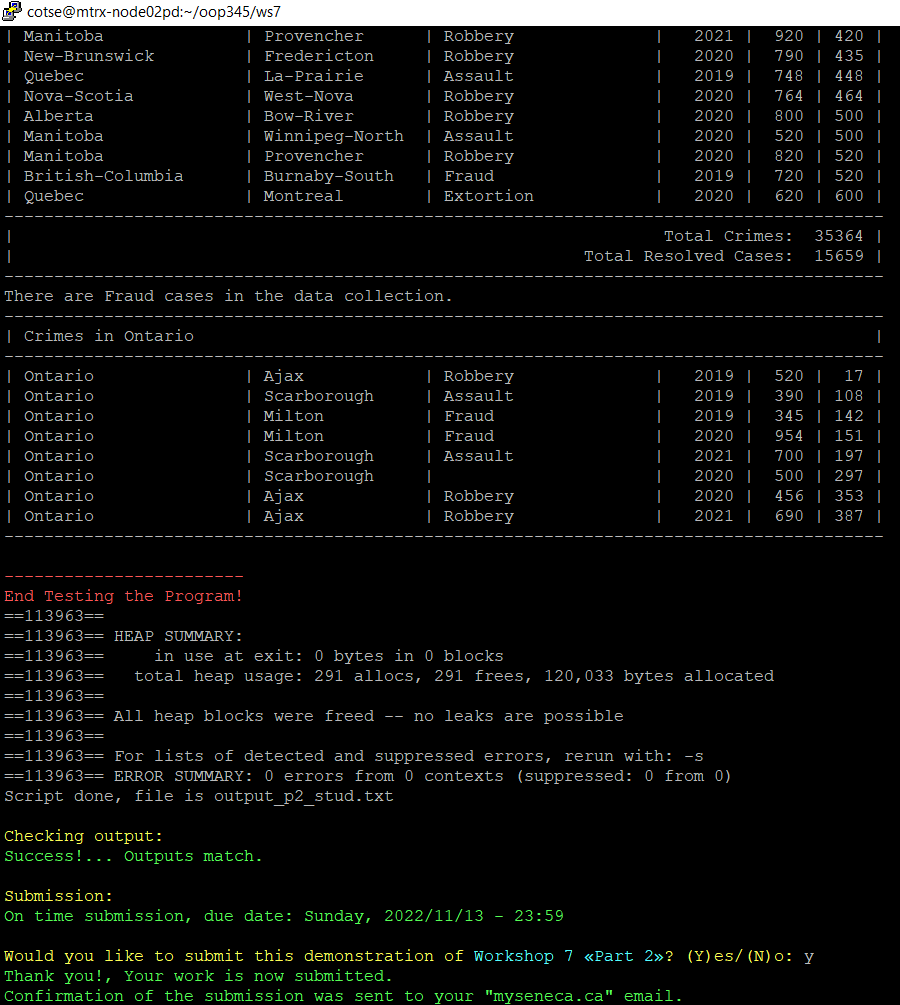 cotse@mtrx-node02pd:~/oop345/ws7
| Manitoba              | Provencher      | Robbery              |   2021 |  920 | 420 |
| New-Brunswick         | Fredericton     | Robbery              |   2020 |  790 | 435 |
| Quebec                | La-Prairie      | Assault              |   2019 |  748 | 448 |
| Nova-Scotia           | West-Nova       | Robbery              |   2020 |  764 | 464 |
| Alberta               | Bow-River       | Robbery              |   2020 |  800 | 500 |
| Manitoba              | Winnipeg-North  | Assault              |   2020 |  520 | 500 |
| Manitoba              | Provencher      | Robbery              |   2020 |  820 | 520 |
| British-Columbia      | Burnaby-South   | Fraud                |   2019 |  720 | 520 |
| Quebec                | Montreal        | Extortion            |   2020 |  620 | 600 |
----------------------------------------------------------------------------------------
|                                                                 Total Crimes:  35364 |
|                                                         Total Resolved Cases:  15659 |
----------------------------------------------------------------------------------------
There are Fraud cases in the data collection.
----------------------------------------------------------------------------------------
| Crimes in Ontario                                                                    |
----------------------------------------------------------------------------------------
| Ontario               | Ajax            | Robbery              |   2019 |  520 |  17 |
| Ontario               | Scarborough     | Assault              |   2019 |  390 | 108 |
| Ontario               | Milton          | Fraud                |   2019 |  345 | 142 |
| Ontario               | Milton          | Fraud                |   2020 |  954 | 151 |
| Ontario               | Scarborough     | Assault              |   2021 |  700 | 197 |
| Ontario               | Scarborough     |                      |   2020 |  500 | 297 |
| Ontario               | Ajax            | Robbery              |   2020 |  456 | 353 |
| Ontario               | Ajax            | Robbery              |   2021 |  690 | 387 |
----------------------------------------------------------------------------------------
------------------------
End Testing the Program!
==113963==
==113963== HEAP SUMMARY:
==113963==     in use at exit: 0 bytes in 0 blocks
==113963==   total heap usage: 291 allocs, 291 frees, 120,033 bytes allocated
==113963==
==113963== All heap blocks were freed -- no leaks are possible
==113963==
==113963== For lists of detected and suppressed errors, rerun with: -s
==113963== ERROR SUMMARY: 0 errors from 0 contexts (suppressed: 0 from 0)
Script done, file is output_p2_stud.txt
Checking output:
Success!... Outputs match.
Submission:
On time submission, due date: Sunday, 2022/11/13 - 23:59
Would you like to submit this demonstration of Workshop 7 «Part 2»? (Y)es/(N)o: y
Thank you!, Your work is now submitted.
Confirmation of the submission was sent to your "myseneca.ca" email.